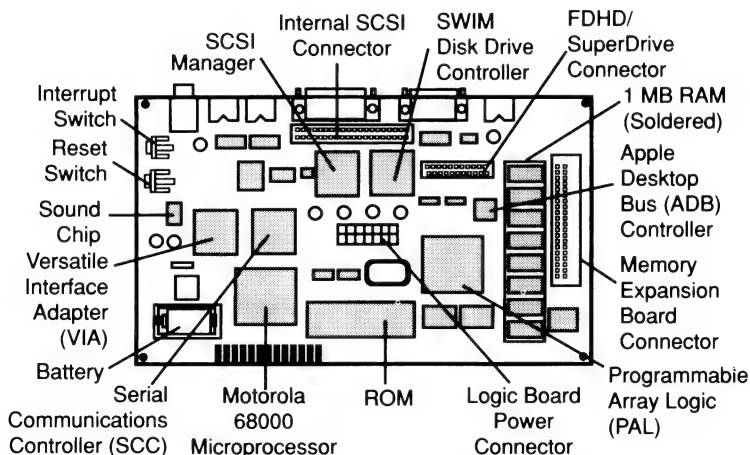 Internal SCSI
Connector
SCSI
Manager
SWIM
Disk Drive
Controller
FDHD/
SuperDrive
Connector
1 MB RAM
(Soldered)
Interrupt
Switch
Reset
Switch
Sound
Chip
Versatile
Interface
Adapter
(VIA)
Battery
Apple
Desktop
Bus (ADB)
Controller
Memory
Expansion
Board
Connector
Serial
Communications
Controller (SCC)
Motorola
68000
Microprocessor
ROM
Logic Board
Power
Connector
Programmabie
Array Logic
(PAL)